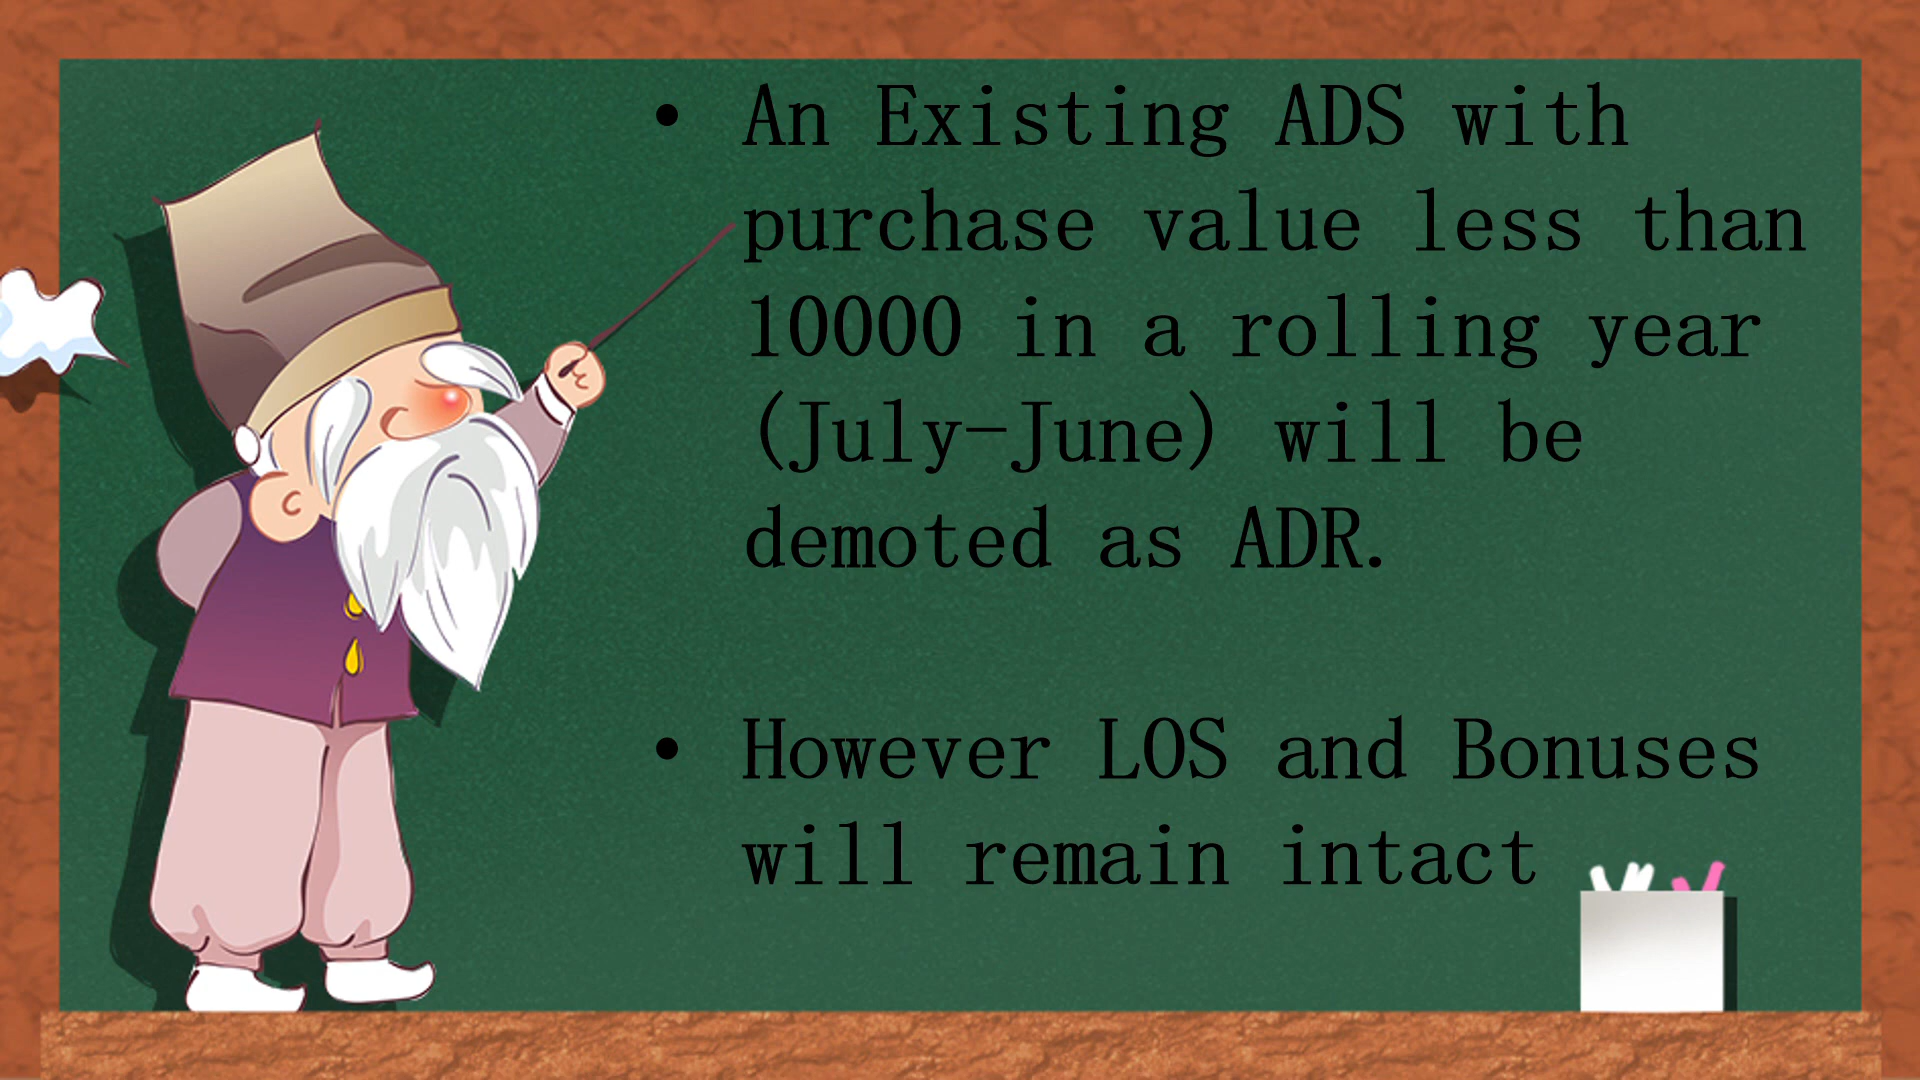 • An Existing ADS with
purchase value less than
10000 in a rolling year
(July-June) will be
demoted as ADR.
• However LOS and Bonuses
will remain intact